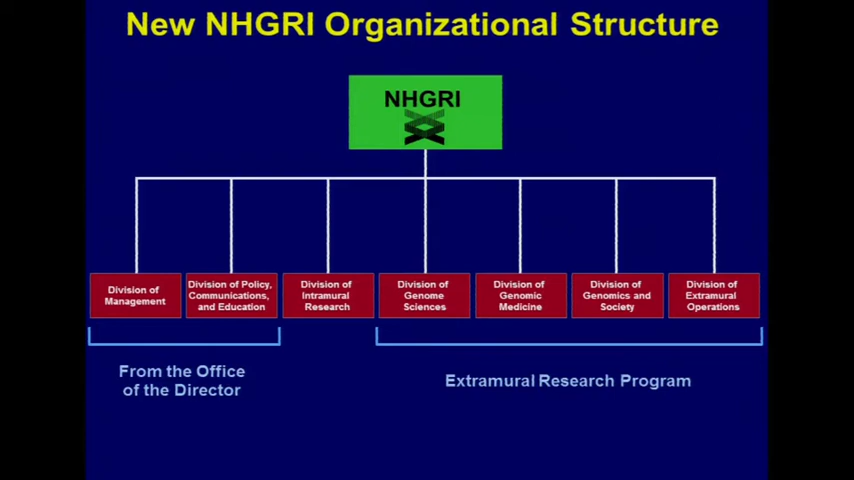 New NHGRI Organizational Structure
NHGRI
Division of
Management
Division of Policy,
Communications,
and Education
Division of
Intramural
Research
Division of
Genome
Sciences
Division of
Genomic
Medicine
Division of
Genomics and
Society
Division of
Extramural
Operations
From the Office
of the Director
Extramural Research Program